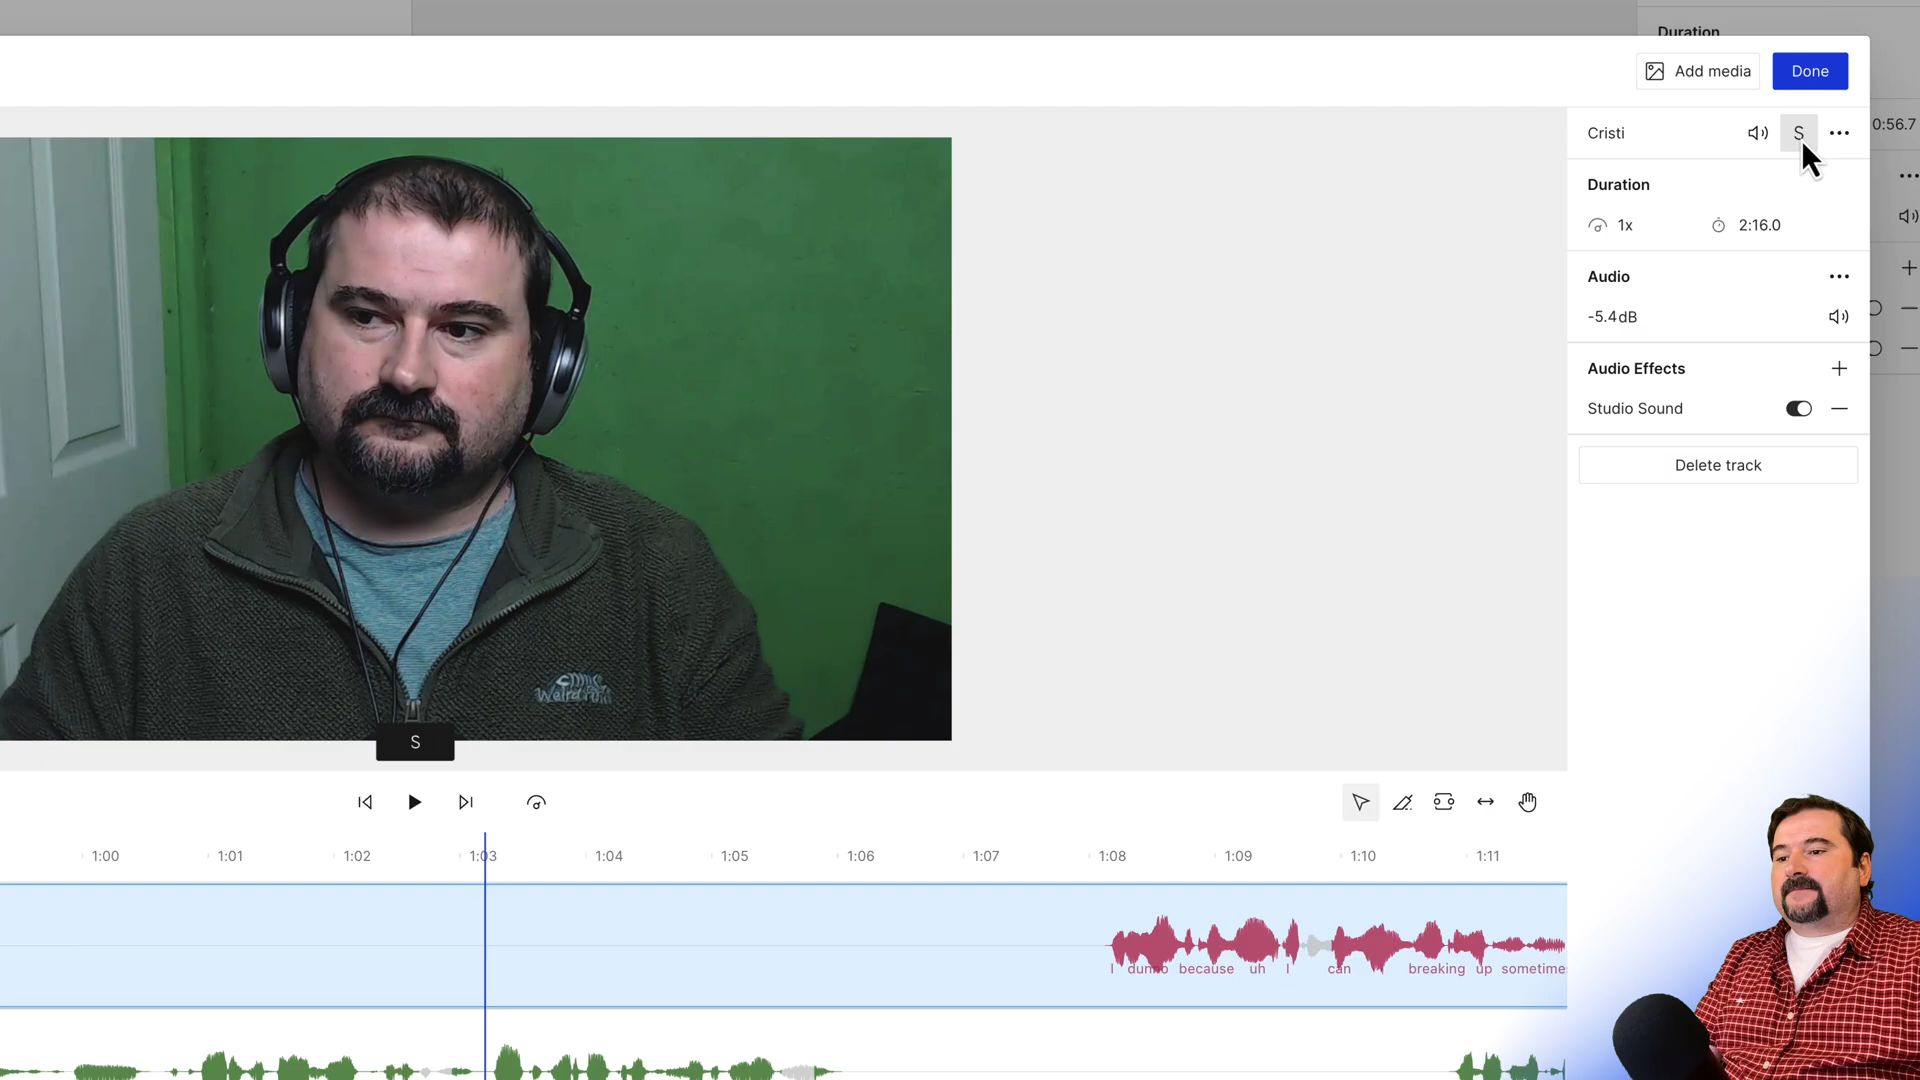 Duration
Add media
Done
Cristi
S
0:56.7
Duration
1x
2:16.0
Audio
-5.4dB
Audio Effects
Studio Sound
Delete track
S
1:00
1:01
1:02
1:03
1:04
1:05
1:06
1:07
1:08
1:09
1:10
1:11
I dunno because uh I can breaking up sometime